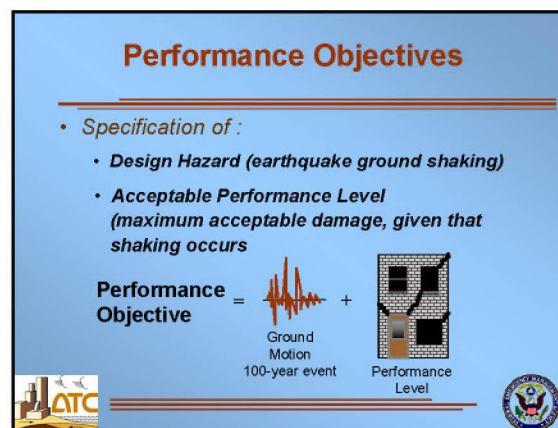 Performance Objectives
• Specification of :
• Design Hazard (earthquake ground shaking)
• Acceptable Performance Level
(maximum acceptable damage, given that
shaking occurs
Performance
Objective
=
+
Ground
Motion
100-year event
Performance
Level
ATC